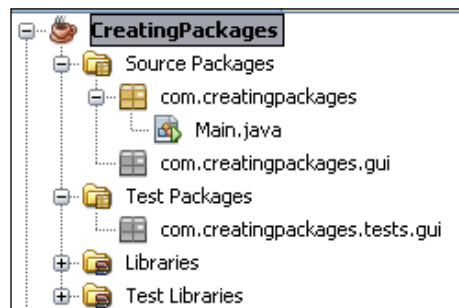 CreatingPackages
Source Packages
com.creatingpackages
Main.java
com.creatingpackages.gui
Test Packages
com.creatingpackages.tests.gui
Libraries
Test Libraries